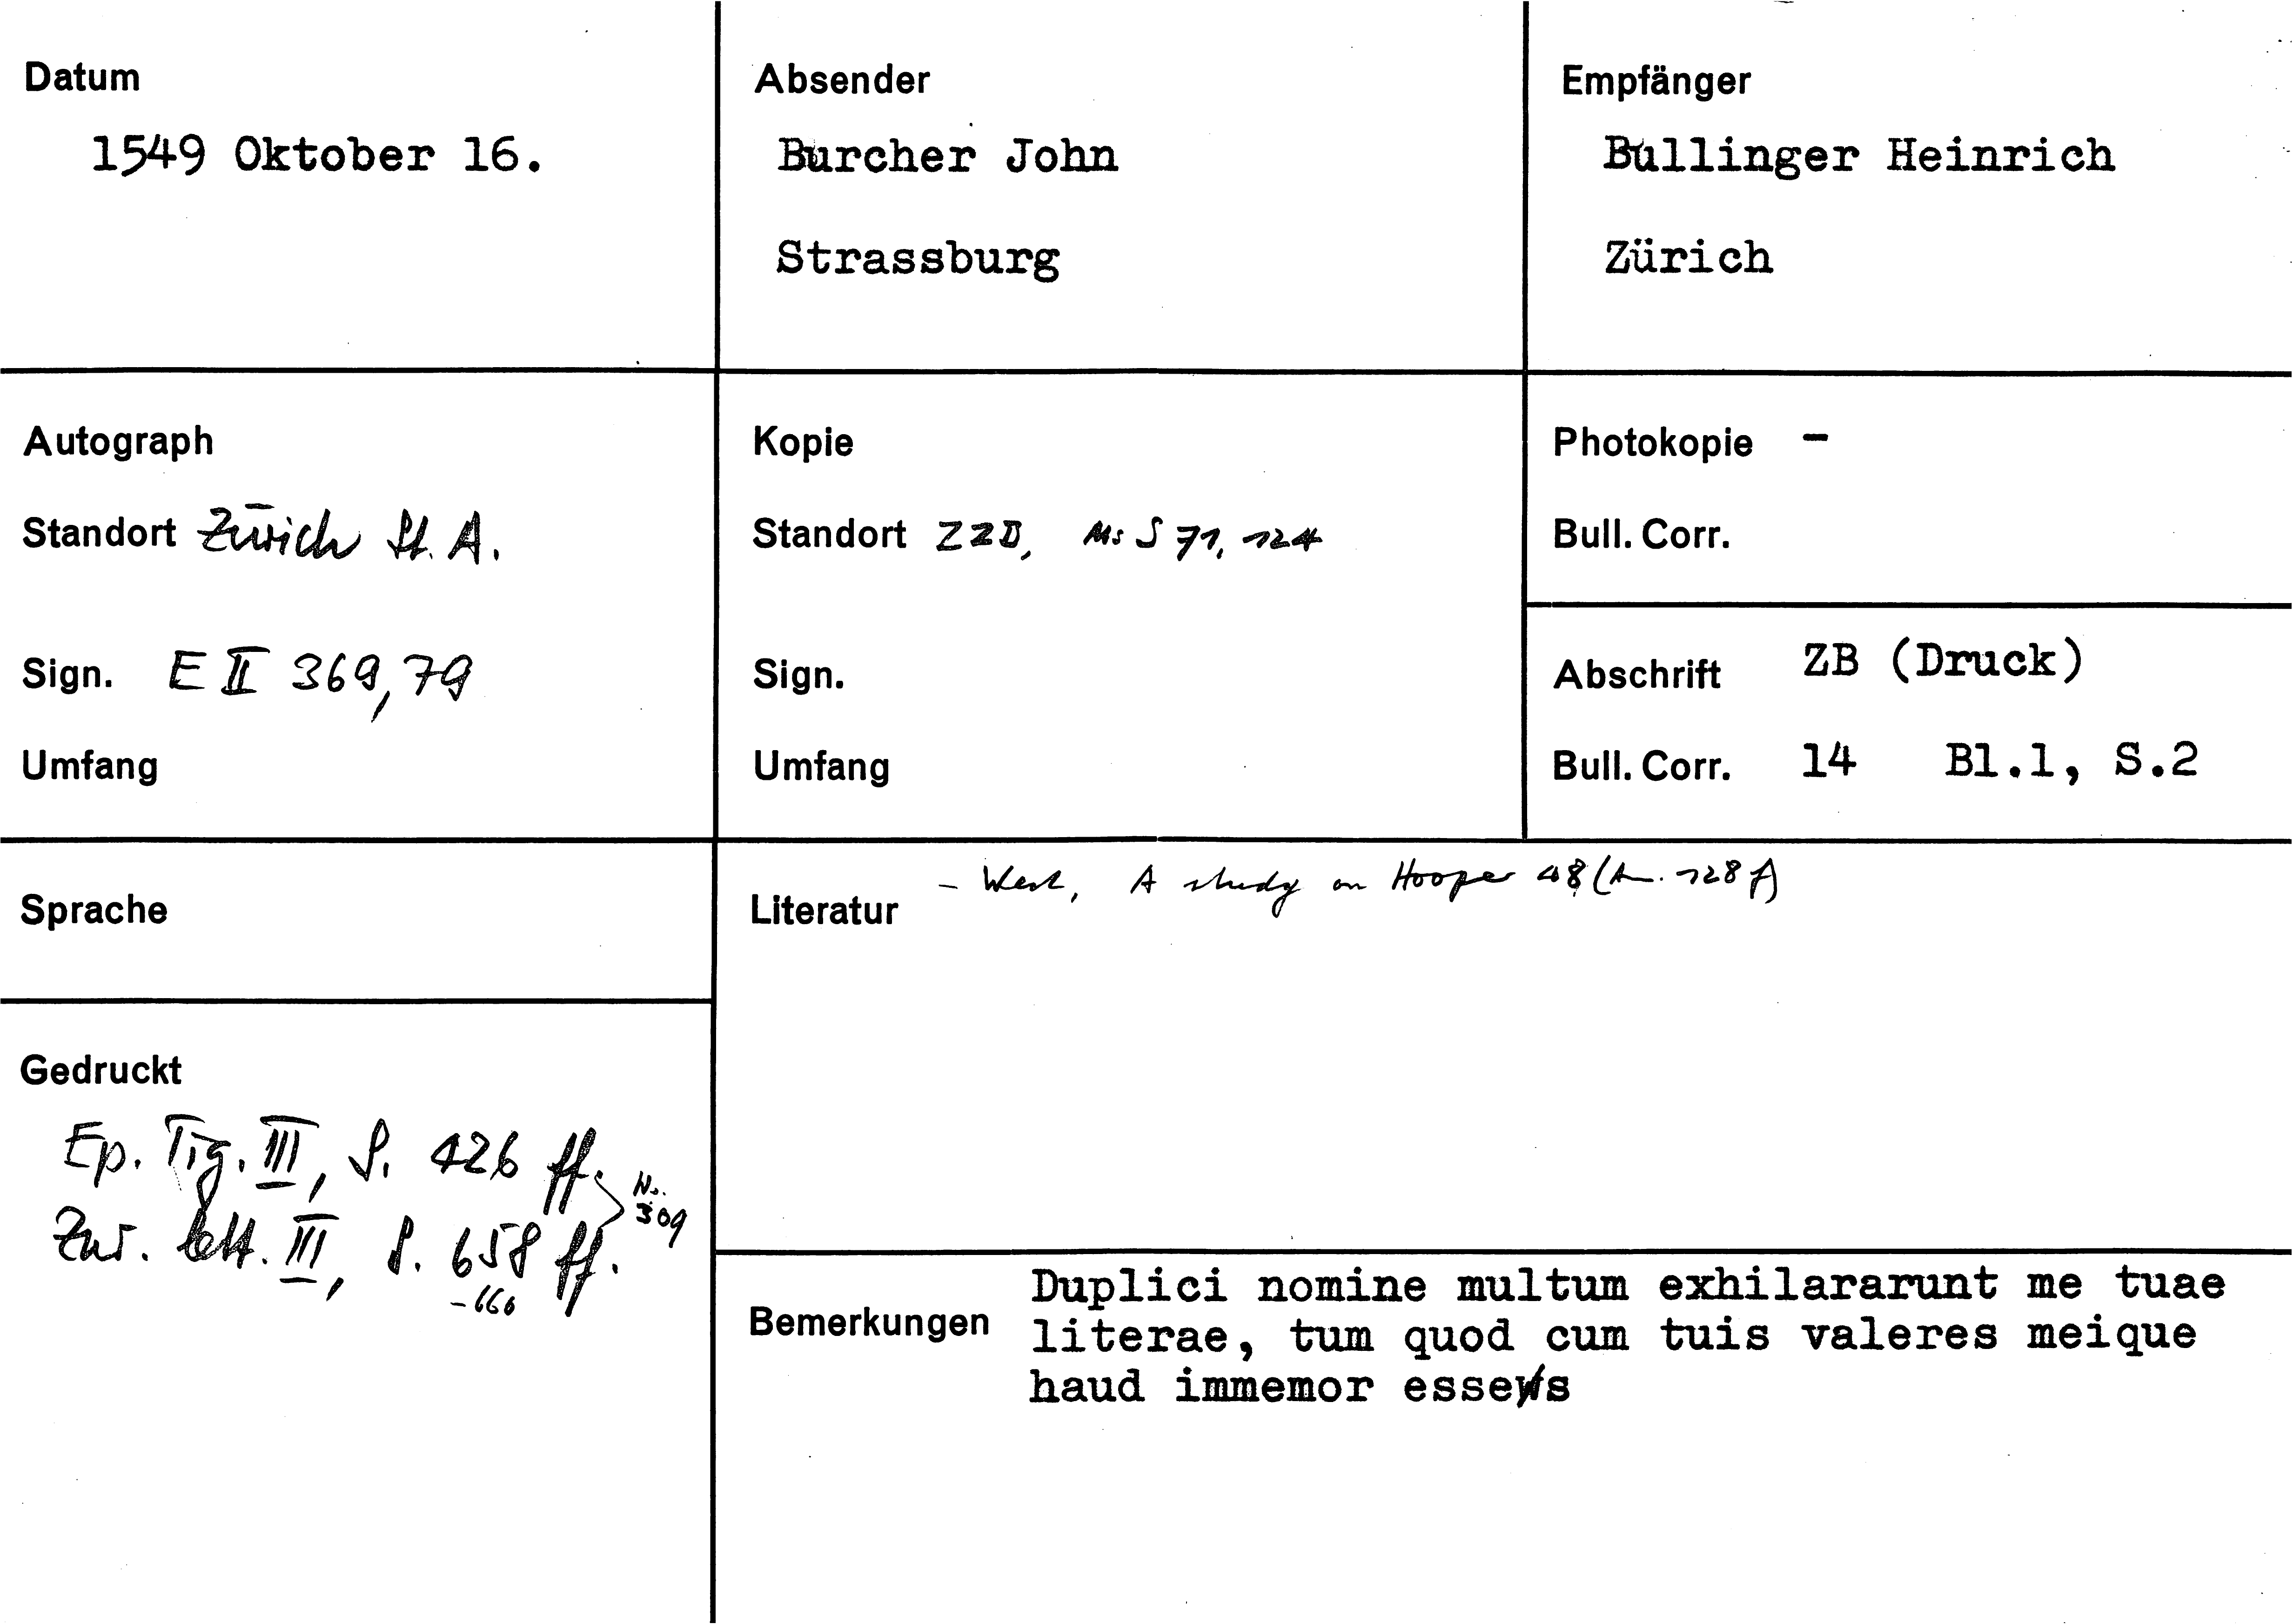 Datum
1549 Oktober 16.
Absender
Burcher John
Strassburg
Empfänger
Bullinger Heinrich
Zürich
Autograph
Standort Zürich St. A.
Sign. E II 369,79
Umfang
Kopie
Standort ZZB, Ms S 71, 124
Sign.
Umfang
Photokopie -
Bull. Corr.
Abschrift ZB (Druck)
Bull. Corr. 14 Bl.1, S.2
Sprache
Literatur - West, A study on Hooper 48 (A. 128 f)
Gedruckt
Ep. Tig. III, S. 426 ff.
Zur. lett. III, S. 658 ff.
-660
No.
309
Bemerkungen
Duplici nomine multum exhilararunt me tuae
literae, tum quod cum tuis valeres meique
haud immemor esses